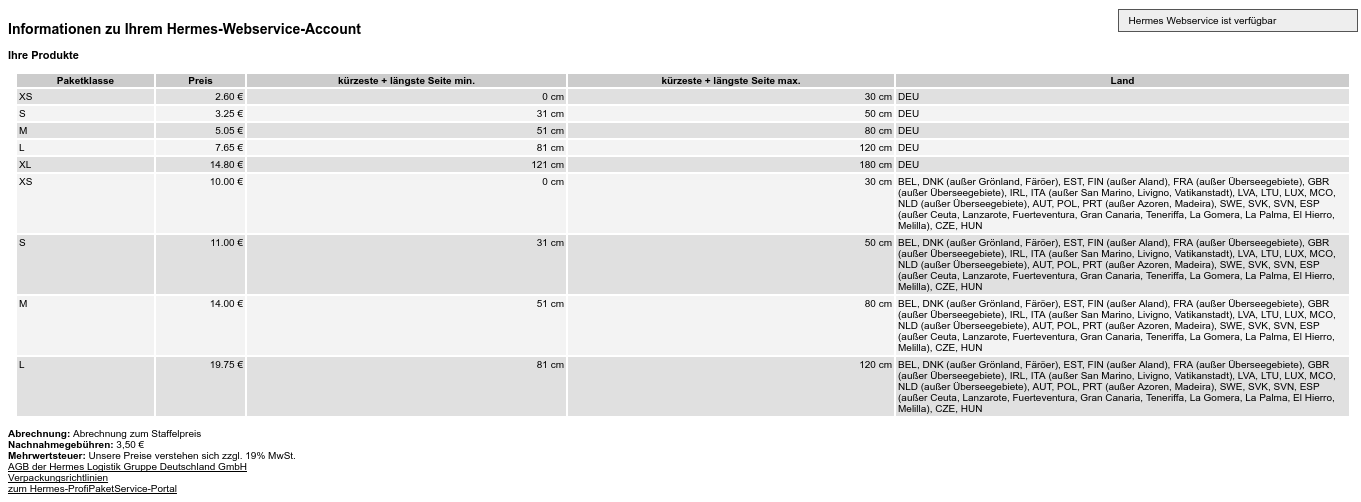 Hermes Webservice ist verfügbar
Informationen zu Ihrem Hermes-Webservice-Account
Ihre Produkte
Paketklasse Preis kürzeste + längste Seite min. kürzeste + längste Seite max. Land
XS 2.60 € 0 cm 30 cm DEU
S 3.25 € 31 cm 50 cm DEU
M 5.05 € 51 cm 80 cm DEU
L 7.65 € 81 cm 120 cm DEU
XL 14.80 € 121 cm 180 cm DEU
XS 10.00 € 0 cm 30 cm BEL, DNK (außer Grönland, Färöer), EST, FIN (außer Aland), FRA (außer Überseegebiete), GBR
(außer Überseegebiete), IRL, ITA (außer San Marino, Livigno, Vatikanstadt), LVA, LTU, LUX, MCO,
NLD (außer Überseegebiete), AUT, POL, PRT (außer Azoren, Madeira), SWE, SVK, SVN, ESP
(außer Ceuta, Lanzarote, Fuerteventura, Gran Canaria, Teneriffa, La Gomera, La Palma, El Hierro,
Melilla), CZE, HUN
S 11.00 € 31 cm 50 cm BEL, DNK (außer Grönland, Färöer), EST, FIN (außer Aland), FRA (außer Überseegebiete), GBR
(außer Überseegebiete), IRL, ITA (außer San Marino, Livigno, Vatikanstadt), LVA, LTU, LUX, MCO,
NLD (außer Überseegebiete), AUT, POL, PRT (außer Azoren, Madeira), SWE, SVK, SVN, ESP
(außer Ceuta, Lanzarote, Fuerteventura, Gran Canaria, Teneriffa, La Gomera, La Palma, El Hierro,
Melilla), CZE, HUN
M 14.00 € 51 cm 80 cm BEL, DNK (außer Grönland, Färöer), EST, FIN (außer Aland), FRA (außer Überseegebiete), GBR
(außer Überseegebiete), IRL, ITA (außer San Marino, Livigno, Vatikanstadt), LVA, LTU, LUX, MCO,
NLD (außer Überseegebiete), AUT, POL, PRT (außer Azoren, Madeira), SWE, SVK, SVN, ESP
(außer Ceuta, Lanzarote, Fuerteventura, Gran Canaria, Teneriffa, La Gomera, La Palma, El Hierro,
Melilla), CZE, HUN
L 19.75 € 81 cm 120 cm BEL, DNK (außer Grönland, Färöer), EST, FIN (außer Aland), FRA (außer Überseegebiete), GBR
(außer Überseegebiete), IRL, ITA (außer San Marino, Livigno, Vatikanstadt), LVA, LTU, LUX, MCO,
NLD (außer Überseegebiete), AUT, POL, PRT (außer Azoren, Madeira), SWE, SVK, SVN, ESP
(außer Ceuta, Lanzarote, Fuerteventura, Gran Canaria, Teneriffa, La Gomera, La Palma, El Hierro,
Melilla), CZE, HUN
Abrechnung: Abrechnung zum Staffelpreis
Nachnahmegebühren: 3,50 €
Mehrwertsteuer: Unsere Preise verstehen sich zzgl. 19% MwSt.
AGB der Hermes Logistik Gruppe Deutschland GmbH
Verpackungsrichtlinien
zum Hermes-ProfiPaketService-Portal